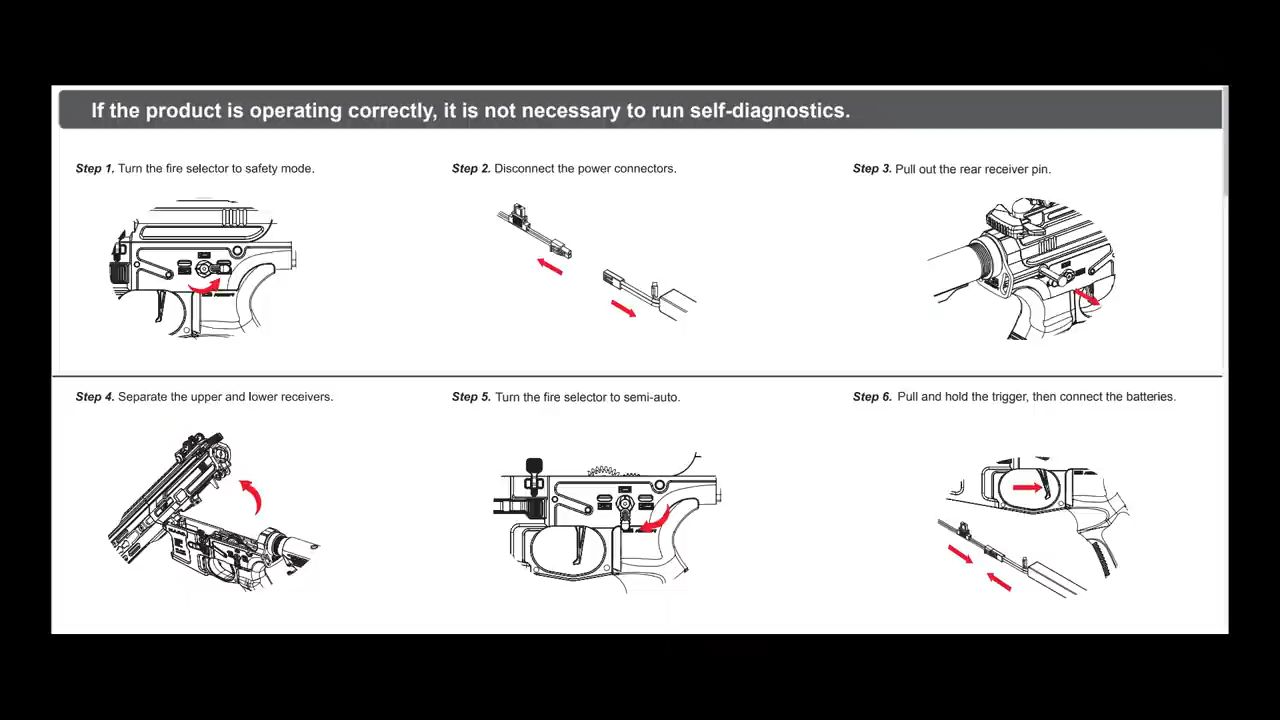 If the product is operating correctly, it is not necessary to run self-diagnostics.
Step 1. Turn the fire selector to safety mode.
Step 2. Disconnect the power connectors.
Step 3. Pull out the rear receiver pin.
Step 4. Separate the upper and lower receivers.
Step 5. Turn the fire selector to semi-auto.
Step 6. Pull and hold the trigger, then connect the batteries.